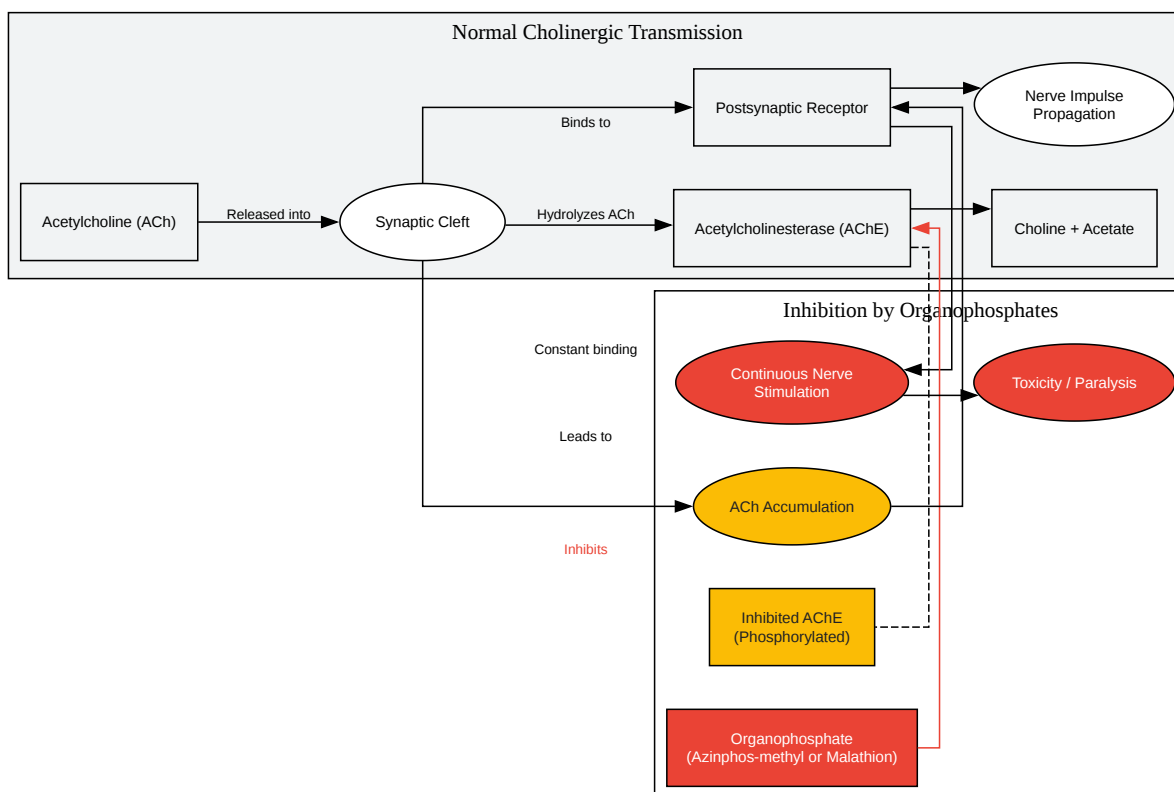 Normal Cholinergic Transmission
Postsynaptic Receptor
Nerve Impulse
Propagation
Binds to
Acetylcholine (ACh)
Released into
Synaptic Cleft
Hydrolyzes ACh
Acetylcholinesterase (AChE)
Choline + Acetate
Inhibition by Organophosphates
Constant binding
Continuous Nerve
Stimulation
Toxicity / Paralysis
Leads to
ACh Accumulation
Inhibits
Inhibited AChE
(Phosphorylated)
Organophosphate
(Azinphos-methyl or Malathion)